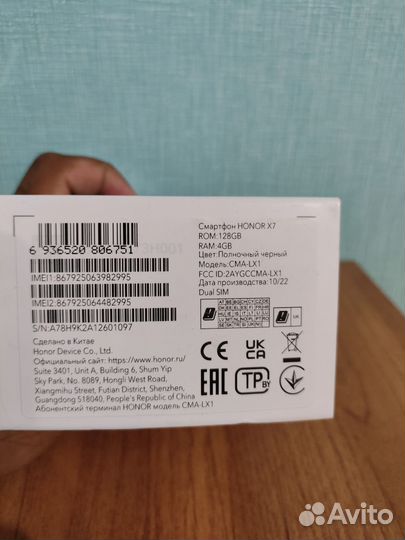 6 936520 806751
IMEI1:867925063982995
IMEI2:867925064482995
S/N:A78H9K2A12601097
Смартфон HONOR X7
ROM:128GB
RAM:4GB
Цвет:Полночный черный
Модель:CMA-LX1
FCC ID:2AYGCCMA-LX1
Дата производства:10/22
Dual SIM
Сделано в Китае
Honor Device Co., Ltd.
Официальный сайт: https://www.honor.ru/
Suite 3401, Unit A, Building 6, Shum Yip
Sky Park, No. 8089, Hongli West Road,
Xiangmihu Street, Futian District, Shenzhen,
Guangdong 518040, People's Republic of China
Абонентский терминал HONOR модель CMA-LX1
CE
UK
CA
EAC
TP
BY
Avito